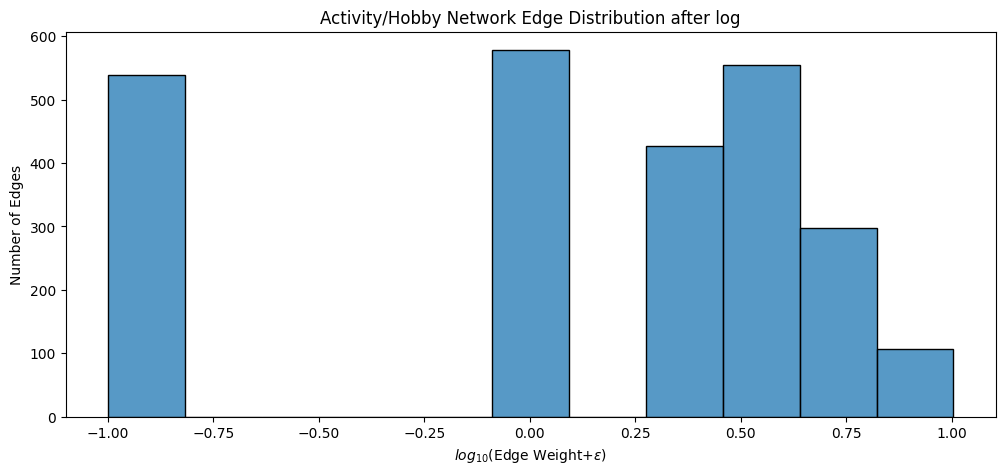 Activity/Hobby Network Edge Distribution after log
600
500
400
300
200
100
0
Number of Edges
−1.00 −0.75 −0.50 −0.25 0.00 0.25 0.50 0.75 1.00
log₁₀(Edge Weight+ε)